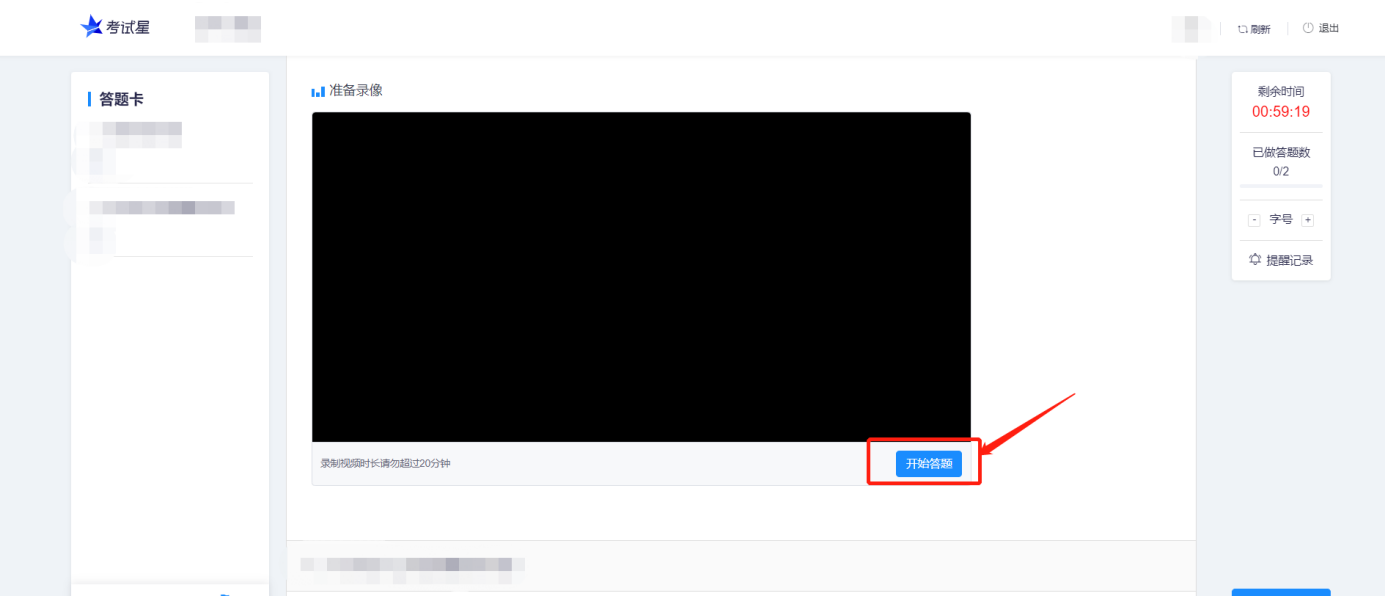 考试星
刷新
退出
答题卡
准备录像
录制视频时长请勿超过20分钟
开始答题
剩余时间
00:59:19
已做答题数
0/2
- 字号 +
提醒记录